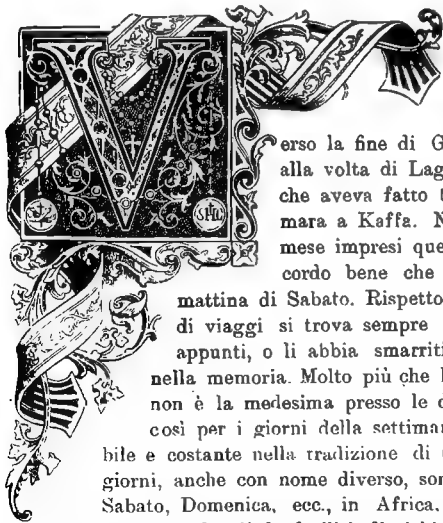 Verso la fine di G
alla volta di Lag
che aveva fatto
mara a Kaffa. N
mese impresi que
cordo bene che
mattina di Sabato. Rispetto
di viaggi si trova sempre
appunti, o li abbia smarriti
nella memoria. Molto più che
non è la medesima presso le
così per i giorni della settimar
bile e costante nella tradizione di
giorni, anche con nome diverso, son
Sabato, Domenica, ecc., in Africa.